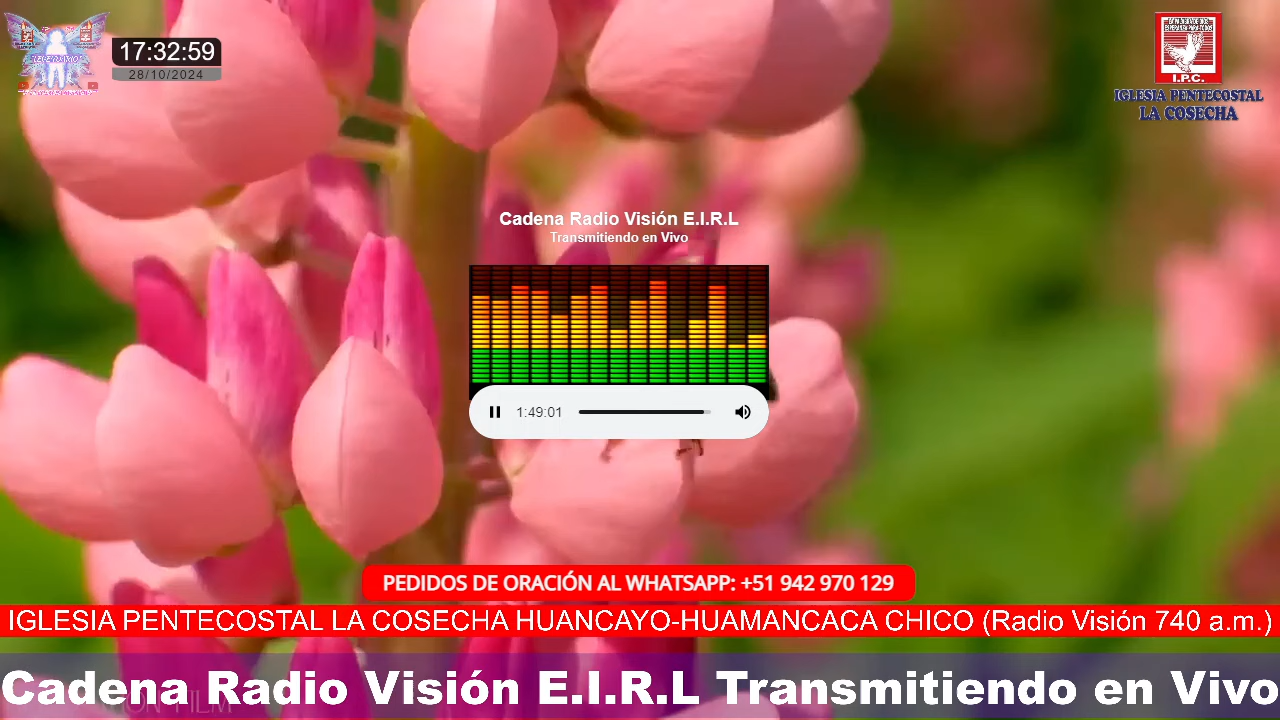 17:32:59
28/10/2024
I.P.C.
IGLESIA PENTECOSTAL
LA COSECHA
Cadena Radio Visión E.I.R.L
Transmitiendo en Vivo
1:49:01
PEDIDOS DE ORACIÓN AL WHATSAPP: +51 942 970 129
IGLESIA PENTECOSTAL LA COSECHA HUANCAYO-HUAMANCACA CHICO (Radio Visión 740 a.m.)
Cadena Radio Visión E.I.R.L Transmitiendo en Vivo